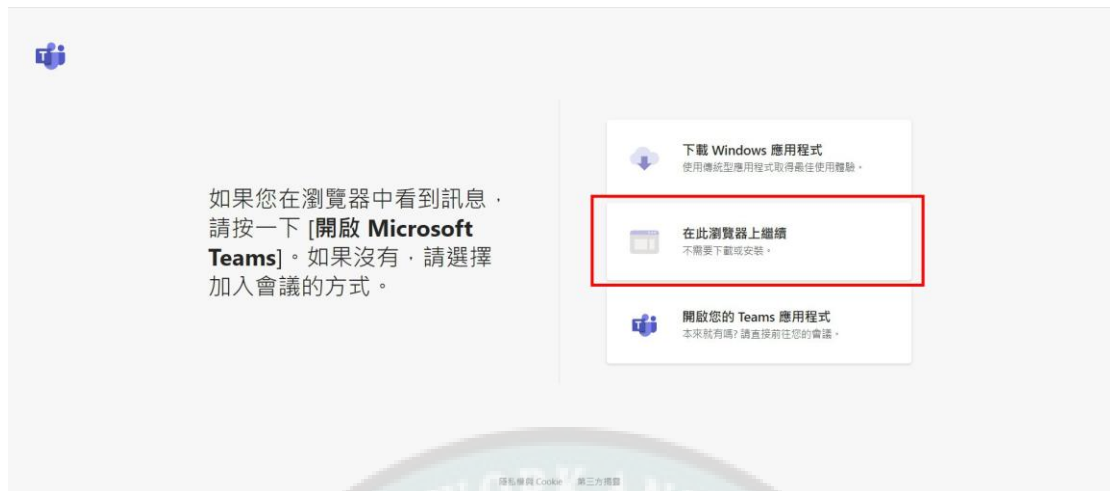 如果您在瀏覽器中看到訊息，
請按一下 [開啟 Microsoft
Teams]。如果沒有，請選擇
加入會議的方式。
下載 Windows 應用程式
使用傳統型應用程式取得最佳使用體驗。
在此瀏覽器上繼續
不需要下載或安裝。
開啟您的 Teams 應用程式
本來就有嗎? 請直接前往您的會議。
隱私權與 Cookie 第三方揭露